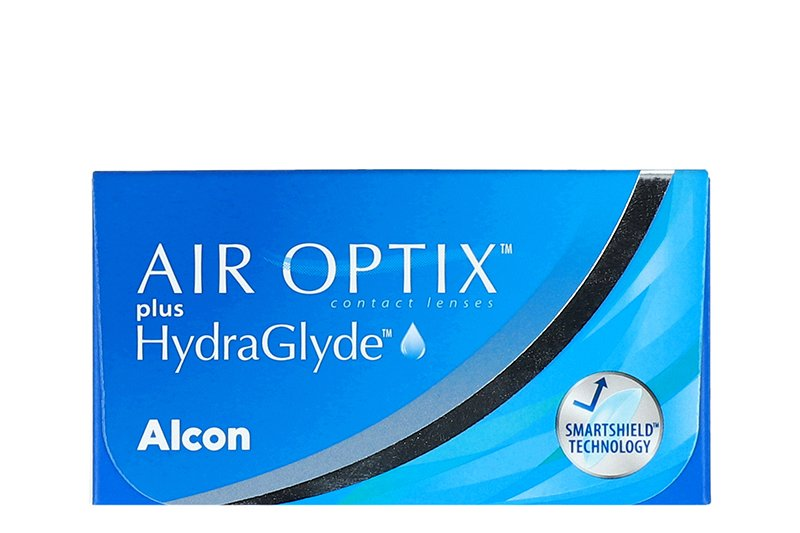 AIR OPTIX™
contact lenses
plus
HydraGlyde™
Alcon
SMARTSHIELD™
TECHNOLOGY